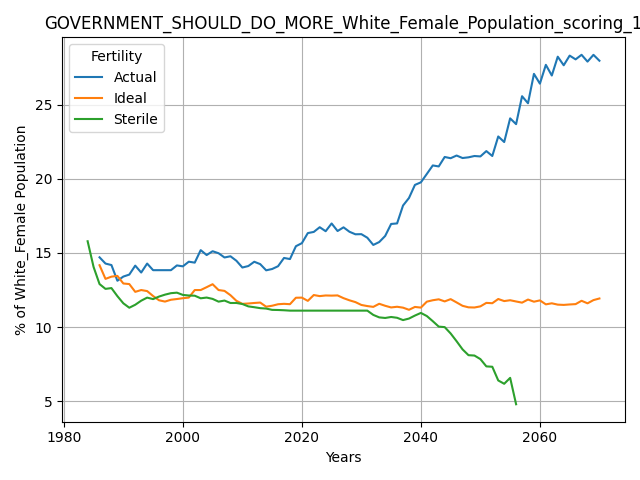 GOVERNMENT_SHOULD_DO_MORE_White_Female_Population_scoring_1
Fertility
Actual
Ideal
Sterile
% of White_Female Population
25
20
15
10
5
1980
2000
2020
2040
2060
Years